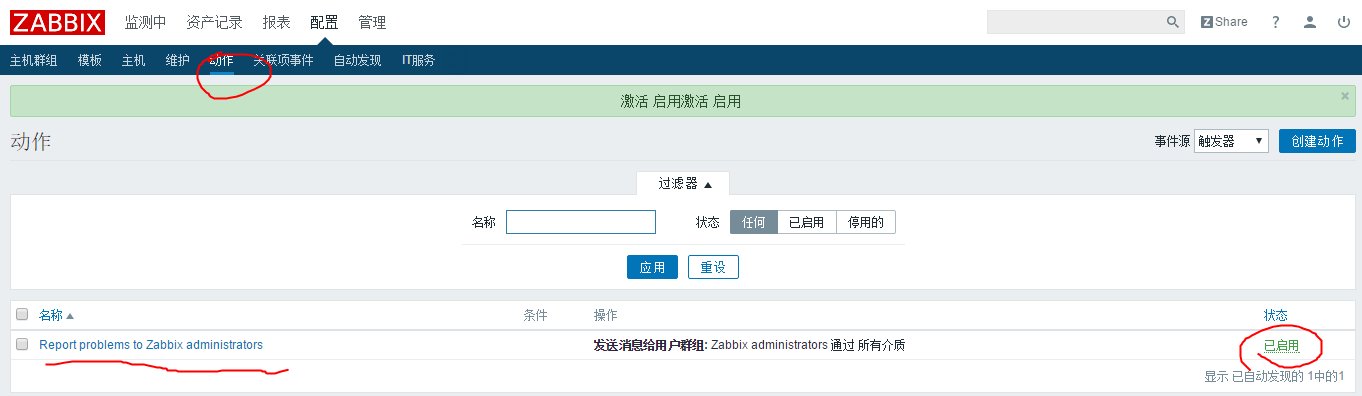 ZABBIX 监测中 资产记录 报表 配置 管理 Z Share ?
主机群组 模板 主机 维护 动作 关联项事件 自动发现 IT服务
激活 启用激活 启用
动作 事件源 触发器 创建动作
过滤器
名称 状态 任何 已启用 停用的
应用 重设
名称 条件 操作 状态
Report problems to Zabbix administrators 发送消息给用户群组: Zabbix administrators 通过 所有介质 已启用
显示 已自动发现的 1中的1